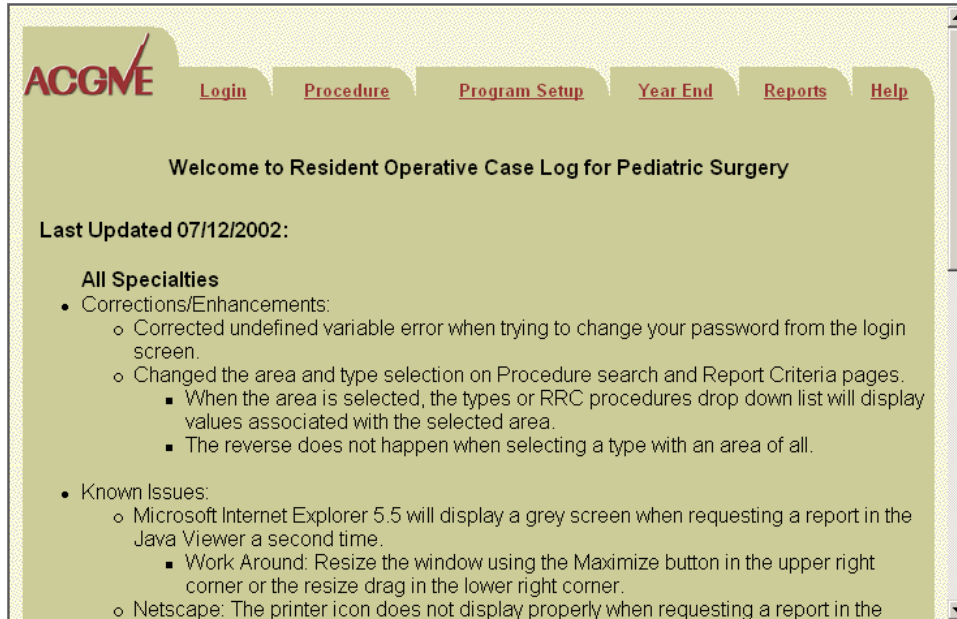 ACGME
Login Procedure Program Setup Year End Reports Help
Welcome to Resident Operative Case Log for Pediatric Surgery
Last Updated 07/12/2002:
All Specialties
• Corrections/Enhancements:
o Corrected undefined variable error when trying to change your password from the login
screen.
o Changed the area and type selection on Procedure search and Report Criteria pages.
▪ When the area is selected, the types or RRC procedures drop down list will display
values associated with the selected area.
▪ The reverse does not happen when selecting a type with an area of all.
• Known Issues:
o Microsoft Internet Explorer 5.5 will display a grey screen when requesting a report in the
Java Viewer a second time.
▪ Work Around: Resize the window using the Maximize button in the upper right
corner or the resize drag in the lower right corner.
o Netscape: The printer icon does not display properly when requesting a report in the